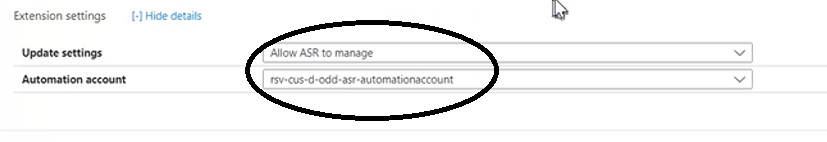 Extension settings [-] Hide details
Update settings Allow ASR to manage
Automation account rsv-cus-d-odd-asr-automationaccount